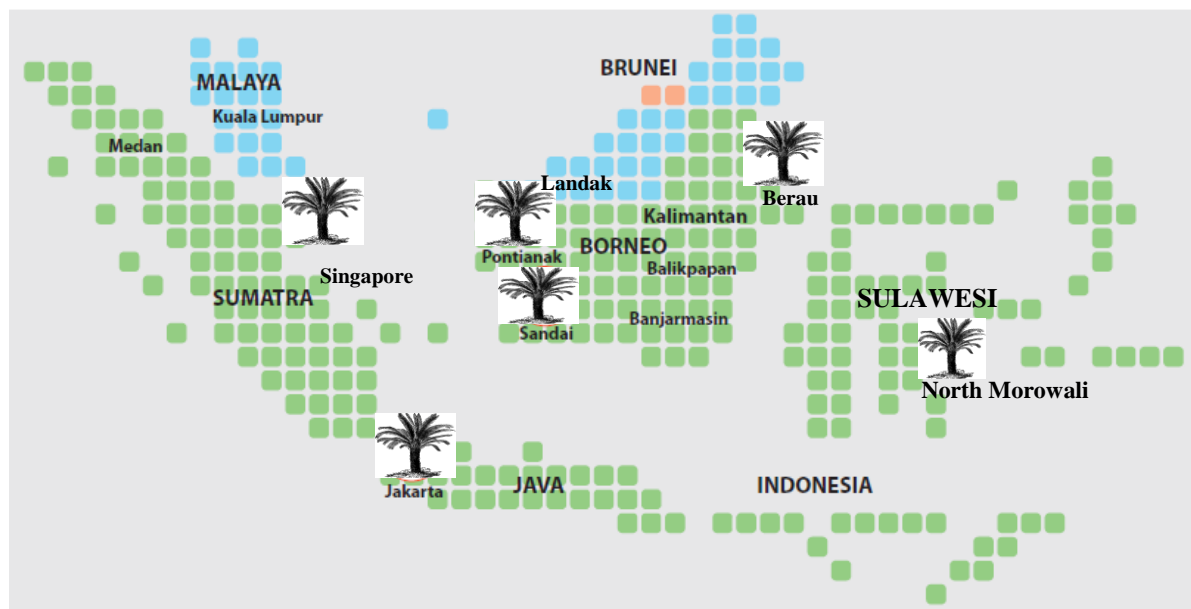 BRUNEI
MALAYA
Kuala Lumpur
Medan
Landak
Berau
Kalimantan
BORNEO
Pontianak
Balikpapan
Singapore
SUMATRA
SULAWESI
Banjarmasin
Sandai
North Morowali
Jakarta
JAVA
INDONESIA